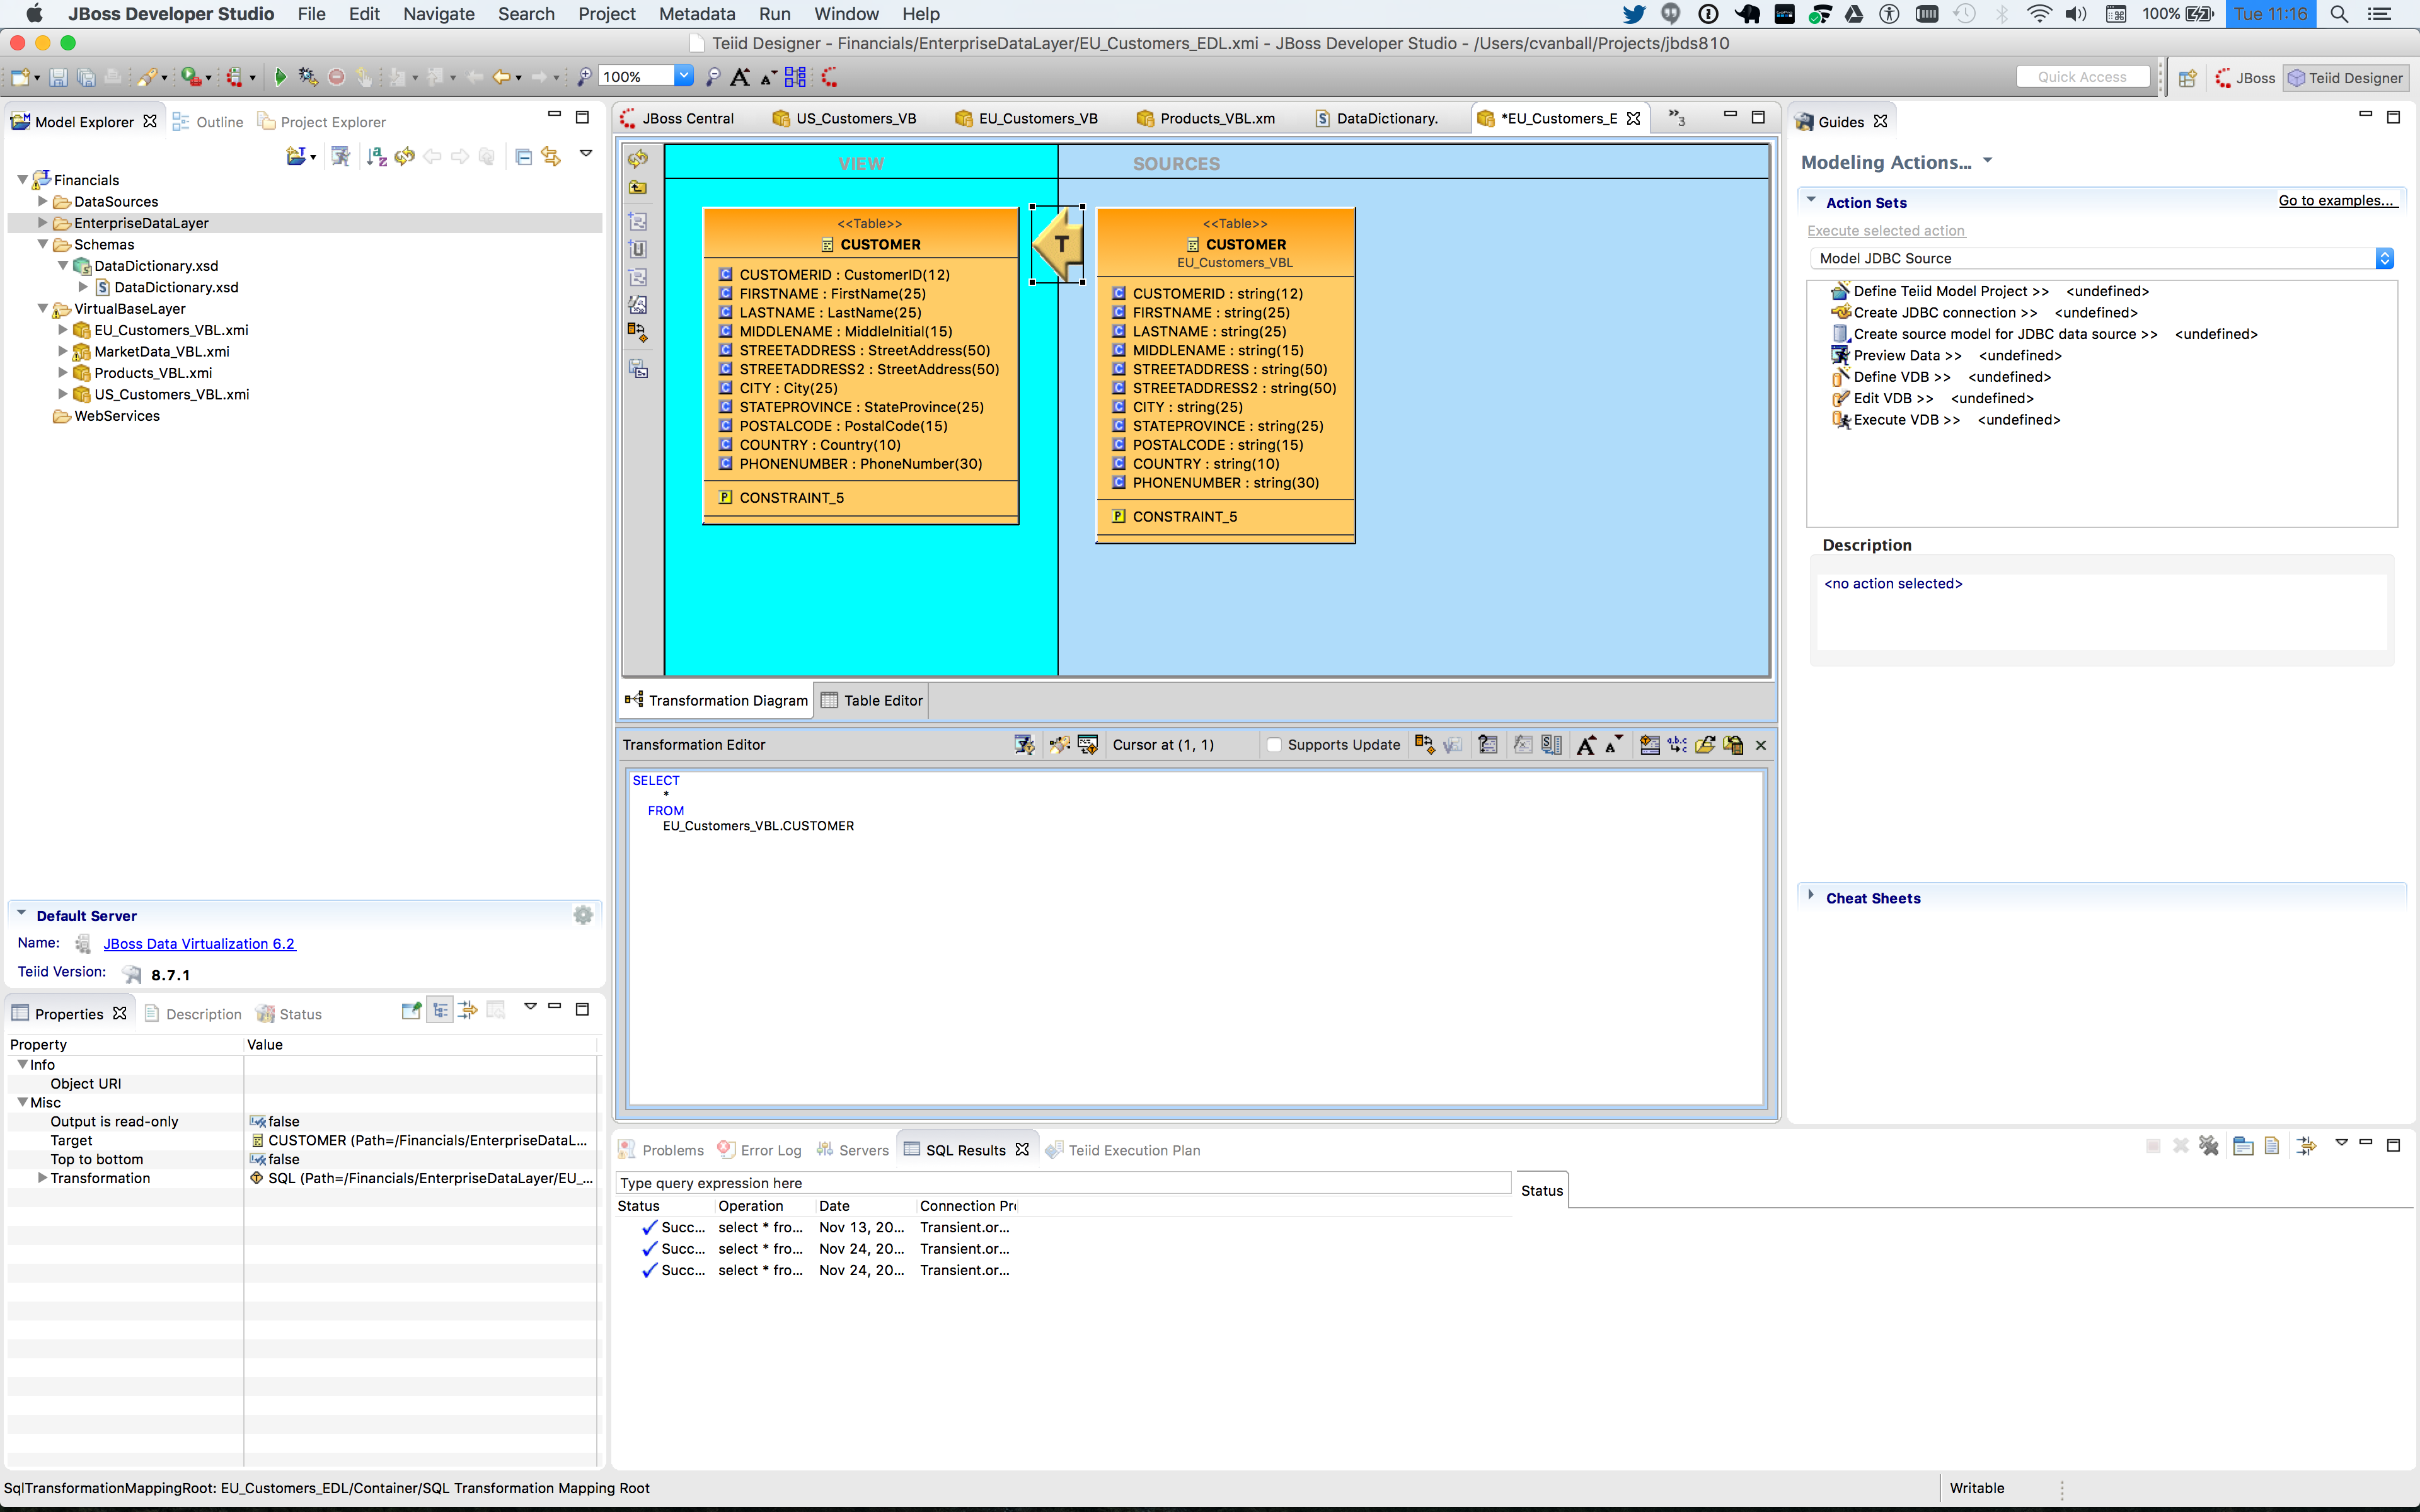 JBoss Developer Studio File Edit Navigate Search Project Metadata Run Window Help
100% Tue 11:16
Teiid Designer - Financials/EnterpriseDataLayer/EU_Customers_EDL.xmi - JBoss Developer Studio - /Users/cvanball/Projects/jbds810
100%
Quick Access
JBoss
Teiid Designer
Model Explorer
Outline
Project Explorer
Financials
DataSources
EnterpriseDataLayer
Schemas
DataDictionary.xsd
DataDictionary.xsd
VirtualBaseLayer
EU_Customers_VBL.xmi
MarketData_VBL.xmi
Products_VBL.xmi
US_Customers_VBL.xmi
WebServices
Default Server
Name: JBoss Data Virtualization 6.2
Teiid Version: 8.7.1
Properties
Description
Status
Property Value
Info
Object URI
Misc
Output is read-only false
Target CUSTOMER (Path=/Financials/EnterpriseDataL...
Top to bottom false
Transformation SQL (Path=/Financials/EnterpriseDataLayer/EU_...
JBoss Central
US_Customers_VB
EU_Customers_VB
Products_VBL.xm
DataDictionary.
*EU_Customers_E
»3
VIEW
SOURCES
<<Table>>
CUSTOMER
CUSTOMERID : CustomerID(12)
FIRSTNAME : FirstName(25)
LASTNAME : LastName(25)
MIDDLENAME : MiddleInitial(15)
STREETADDRESS : StreetAddress(50)
STREETADDRESS2 : StreetAddress(50)
CITY : City(25)
STATEPROVINCE : StateProvince(25)
POSTALCODE : PostalCode(15)
COUNTRY : Country(10)
PHONENUMBER : PhoneNumber(30)
CONSTRAINT_5
T
<<Table>>
CUSTOMER
EU_Customers_VBL
CUSTOMERID : string(12)
FIRSTNAME : string(25)
LASTNAME : string(25)
MIDDLENAME : string(15)
STREETADDRESS : string(50)
STREETADDRESS2 : string(50)
CITY : string(25)
STATEPROVINCE : string(25)
POSTALCODE : string(15)
COUNTRY : string(10)
PHONENUMBER : string(30)
CONSTRAINT_5
Transformation Diagram
Table Editor
Transformation Editor
Cursor at (1, 1)
Supports Update
SELECT
*
FROM
EU_Customers_VBL.CUSTOMER
Problems
Error Log
Servers
SQL Results
Teiid Execution Plan
Type query expression here
Status Operation Date Connection Pr
Succ... select * fro... Nov 13, 20... Transient.or...
Succ... select * fro... Nov 24, 20... Transient.or...
Succ... select * fro... Nov 24, 20... Transient.or...
Status
Guides
Modeling Actions...
Action Sets
Go to examples...
Execute selected action
Model JDBC Source
Define Teiid Model Project >> <undefined>
Create JDBC connection >> <undefined>
Create source model for JDBC data source >> <undefined>
Preview Data >> <undefined>
Define VDB >> <undefined>
Edit VDB >> <undefined>
Execute VDB >> <undefined>
Description
<no action selected>
Cheat Sheets
SqlTransformationMappingRoot: EU_Customers_EDL/Container/SQL Transformation Mapping Root
Writable